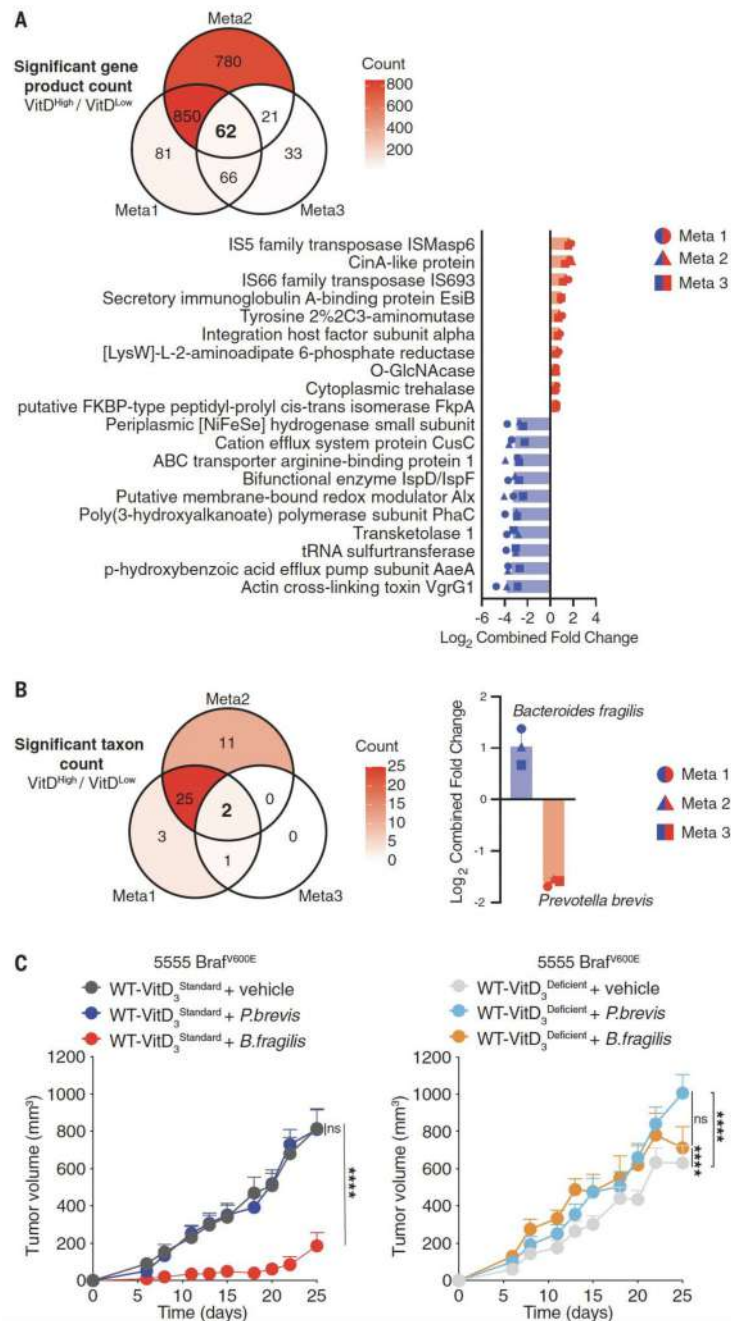 A
Significant gene
product count
VitD^High / VitD^Low
Meta2
780
850
62
21
81
66
33
Meta1
Meta3
Count
800
600
400
200
IS5 family transposase ISMasp6
CinA-like protein
IS66 family transposase IS693
Secretory immunoglobulin A-binding protein EsiB
Tyrosine 2%2C3-aminomutase
Integration host factor subunit alpha
[LysW]-L-2-aminoadipate 6-phosphate reductase
O-GlcNAcase
Cytoplasmic trehalase
putative FKBP-type peptidyl-prolyl cis-trans isomerase FkpA
Periplasmic [NiFeSe] hydrogenase small subunit
Cation efflux system protein CusC
ABC transporter arginine-binding protein 1
Bifunctional enzyme IspD/IspF
Putative membrane-bound redox modulator Alx
Poly(3-hydroxyalkanoate) polymerase subunit PhaC
Transketolase 1
tRNA sulfurtransferase
p-hydroxybenzoic acid efflux pump subunit AaeA
Actin cross-linking toxin VgrG1
-6 -4 -2 0 2 4
Log₂ Combined Fold Change
Meta 1
Meta 2
Meta 3
B
Significant taxon
count
VitD^High / VitD^Low
Meta2
11
25
2
0
3
1
0
Meta1
Meta3
Count
25
20
15
10
5
0
Log₂ Combined Fold Change
2
1
0
-1
-2
Bacteroides fragilis
Prevotella brevis
Meta 1
Meta 2
Meta 3
C
5555 Braf^V600E
WT-VitD₃^Standard + vehicle
WT-VitD₃^Standard + P.brevis
WT-VitD₃^Standard + B.fragilis
Tumor volume (mm³)
1200
1000
800
600
400
200
0
0 5 10 15 20 25
Time (days)
ns
****
5555 Braf^V600E
WT-VitD₃^Deficient + vehicle
WT-VitD₃^Deficient + P.brevis
WT-VitD₃^Deficient + B.fragilis
Tumor volume (mm³)
1200
1000
800
600
400
200
0
0 5 10 15 20 25
Time (days)
ns
****
****